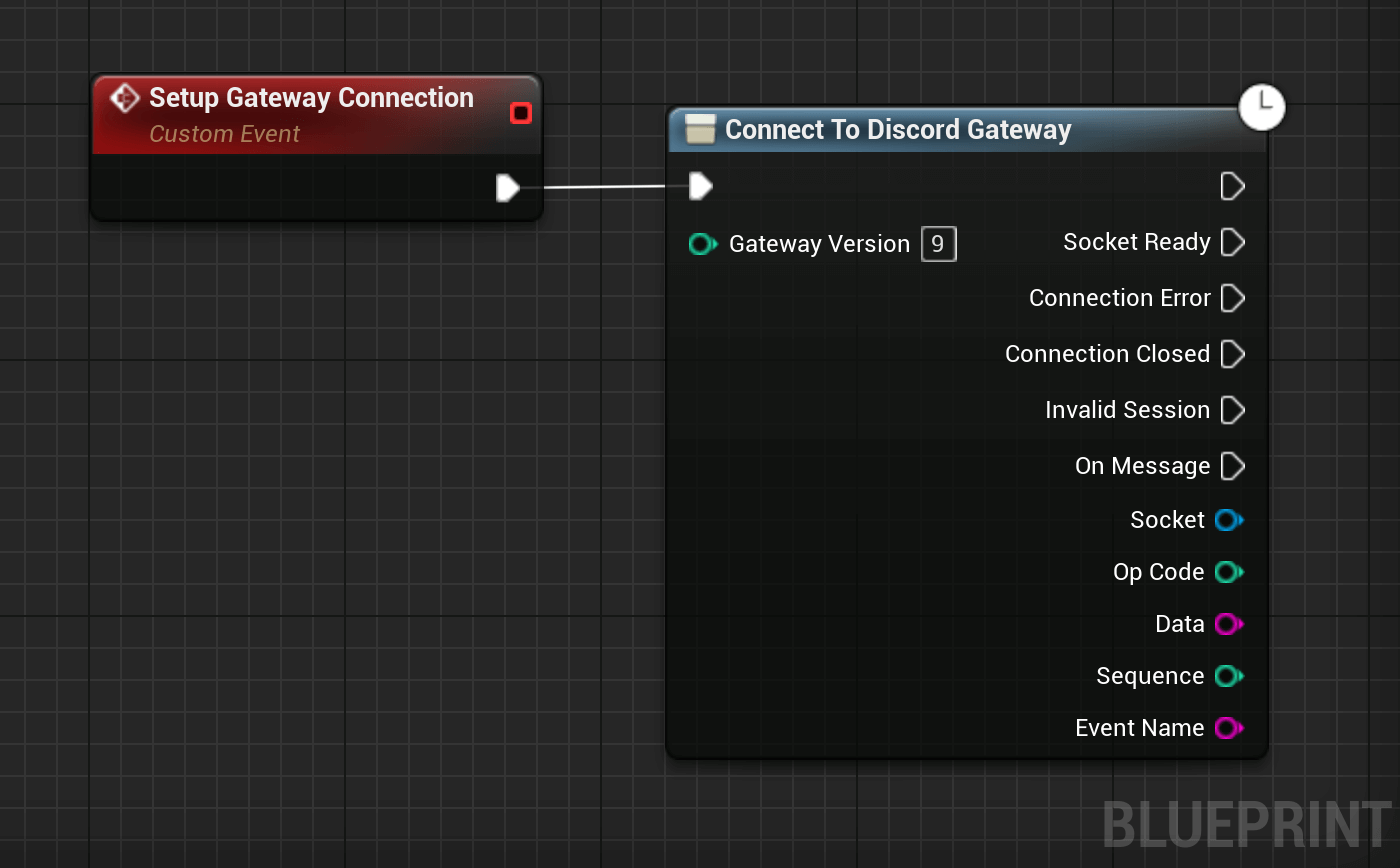 Setup Gateway Connection
Custom Event
Connect To Discord Gateway
Gateway Version 9
Socket Ready
Connection Error
Connection Closed
Invalid Session
On Message
Socket
Op Code
Data
Sequence
Event Name
BLUEPRINT